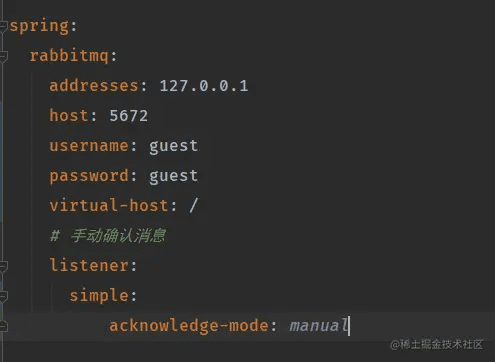 spring:
  rabbitmq:
    addresses: 127.0.0.1
    host: 5672
    username: guest
    password: guest
    virtual-host: /
    # 手动确认消息
    listener:
      simple:
          acknowledge-mode: manual
@稀土掘金技术社区